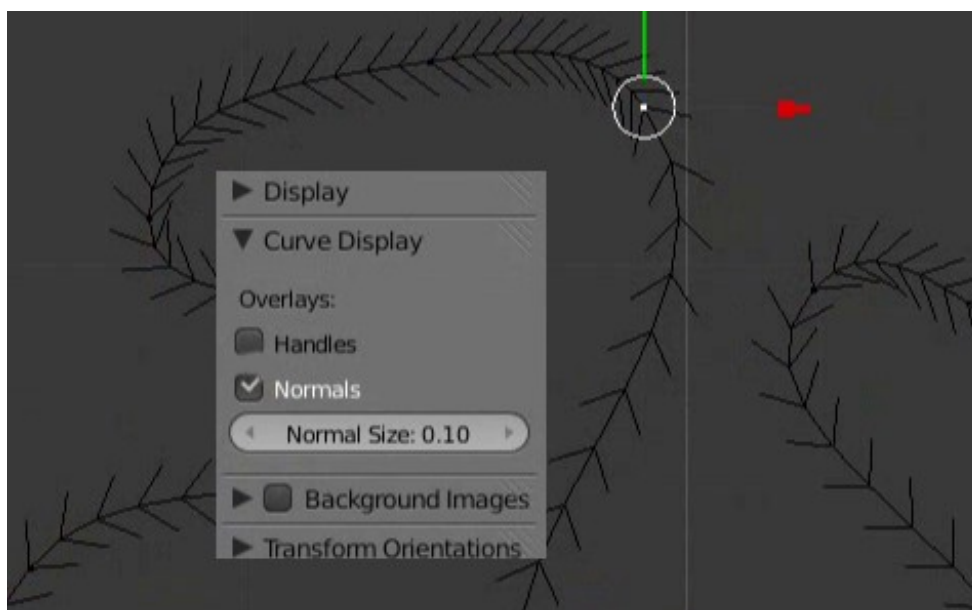 Display
Curve Display
Overlays:
Handles
Normals
Normal Size: 0.10
Background Images
Transform Orientations